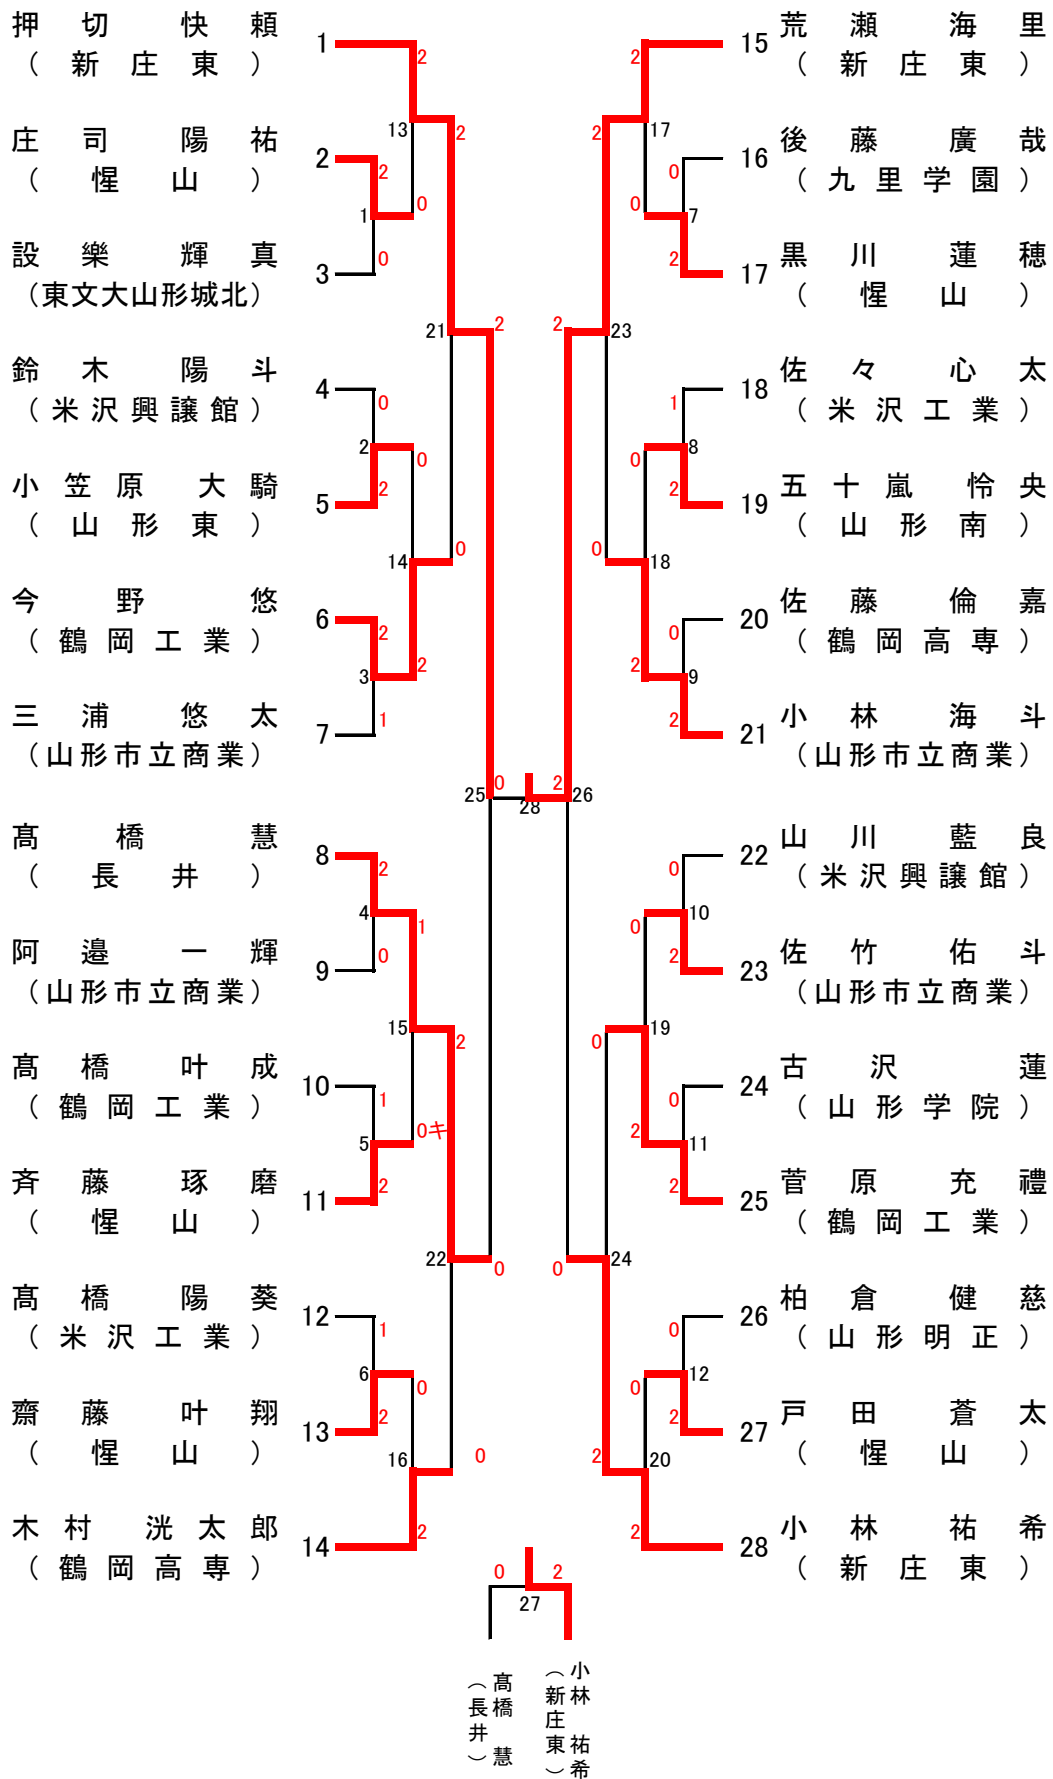 押切 快頼
(新庄東)
1
庄司 陽祐
(惺山)
2
設樂 輝真
(東文大山形城北)
3
鈴木 陽斗
(米沢興譲館)
4
小笠原 大騎
(山形東)
5
今野 悠
(鶴岡工業)
6
三浦 悠太
(山形市立商業)
7
髙橋 慧
(長井)
8
阿邉 一輝
(山形市立商業)
9
髙橋 叶成
(鶴岡工業)
10
斉藤 琢磨
(惺山)
11
髙橋 陽葵
(米沢工業)
12
齋藤 叶翔
(惺山)
13
木村 洸太郎
(鶴岡高専)
14
2
13
2
2
1
0
0
21
2
0
2
0
2
14
0
2
3
2
1
25
0
28
2
26
2
4
1
0
15
2
1
5
0キ
2
22
0
1
6
0
2
16
0
2
15
荒瀬 海里
(新庄東)
16
後藤 廣哉
(九里学園)
17
黒川 蓮穂
(惺山)
18
佐々 心太
(米沢工業)
19
五十嵐 怜央
(山形南)
20
佐藤 倫嘉
(鶴岡高専)
21
小林 海斗
(山形市立商業)
22
山川 藍良
(米沢興譲館)
23
佐竹 佑斗
(山形市立商業)
24
古沢 蓮
(山形学院)
25
菅原 充禮
(鶴岡工業)
26
柏倉 健慈
(山形明正)
27
戸田 蒼太
(惺山)
28
小林 祐希
(新庄東)
2
2
17
0
0
7
2
2
23
1
0
8
2
0
18
0
2
9
2
0
0
10
2
0
19
0
2
11
2
0
24
0
0
12
2
2
20
2
0
2
27
髙橋 慧
(長井)
小林 祐希
(新庄東)